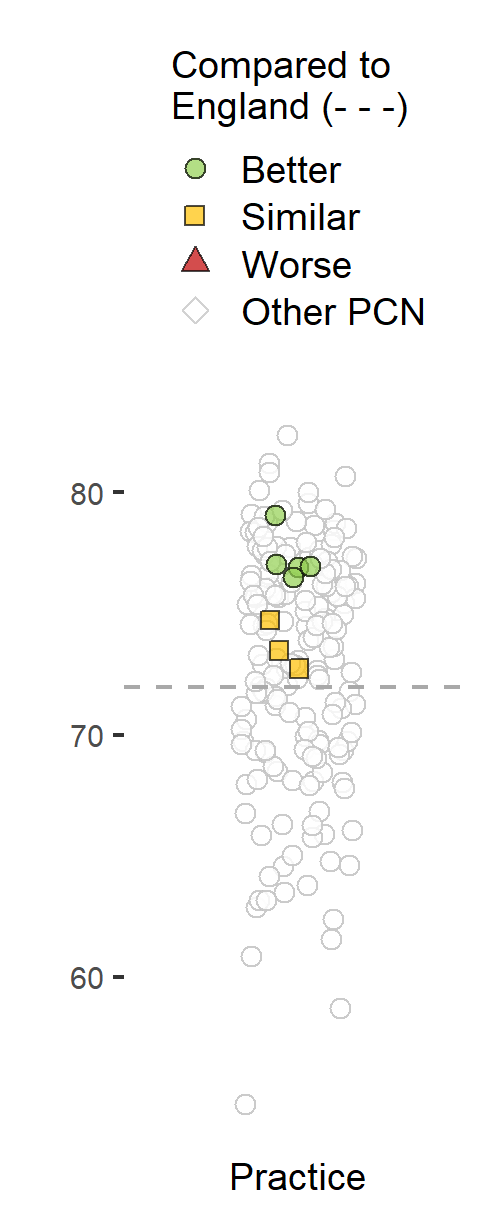 Compared to
England (- - -)
Better
Similar
Worse
Other PCN
80
70
60
Practice